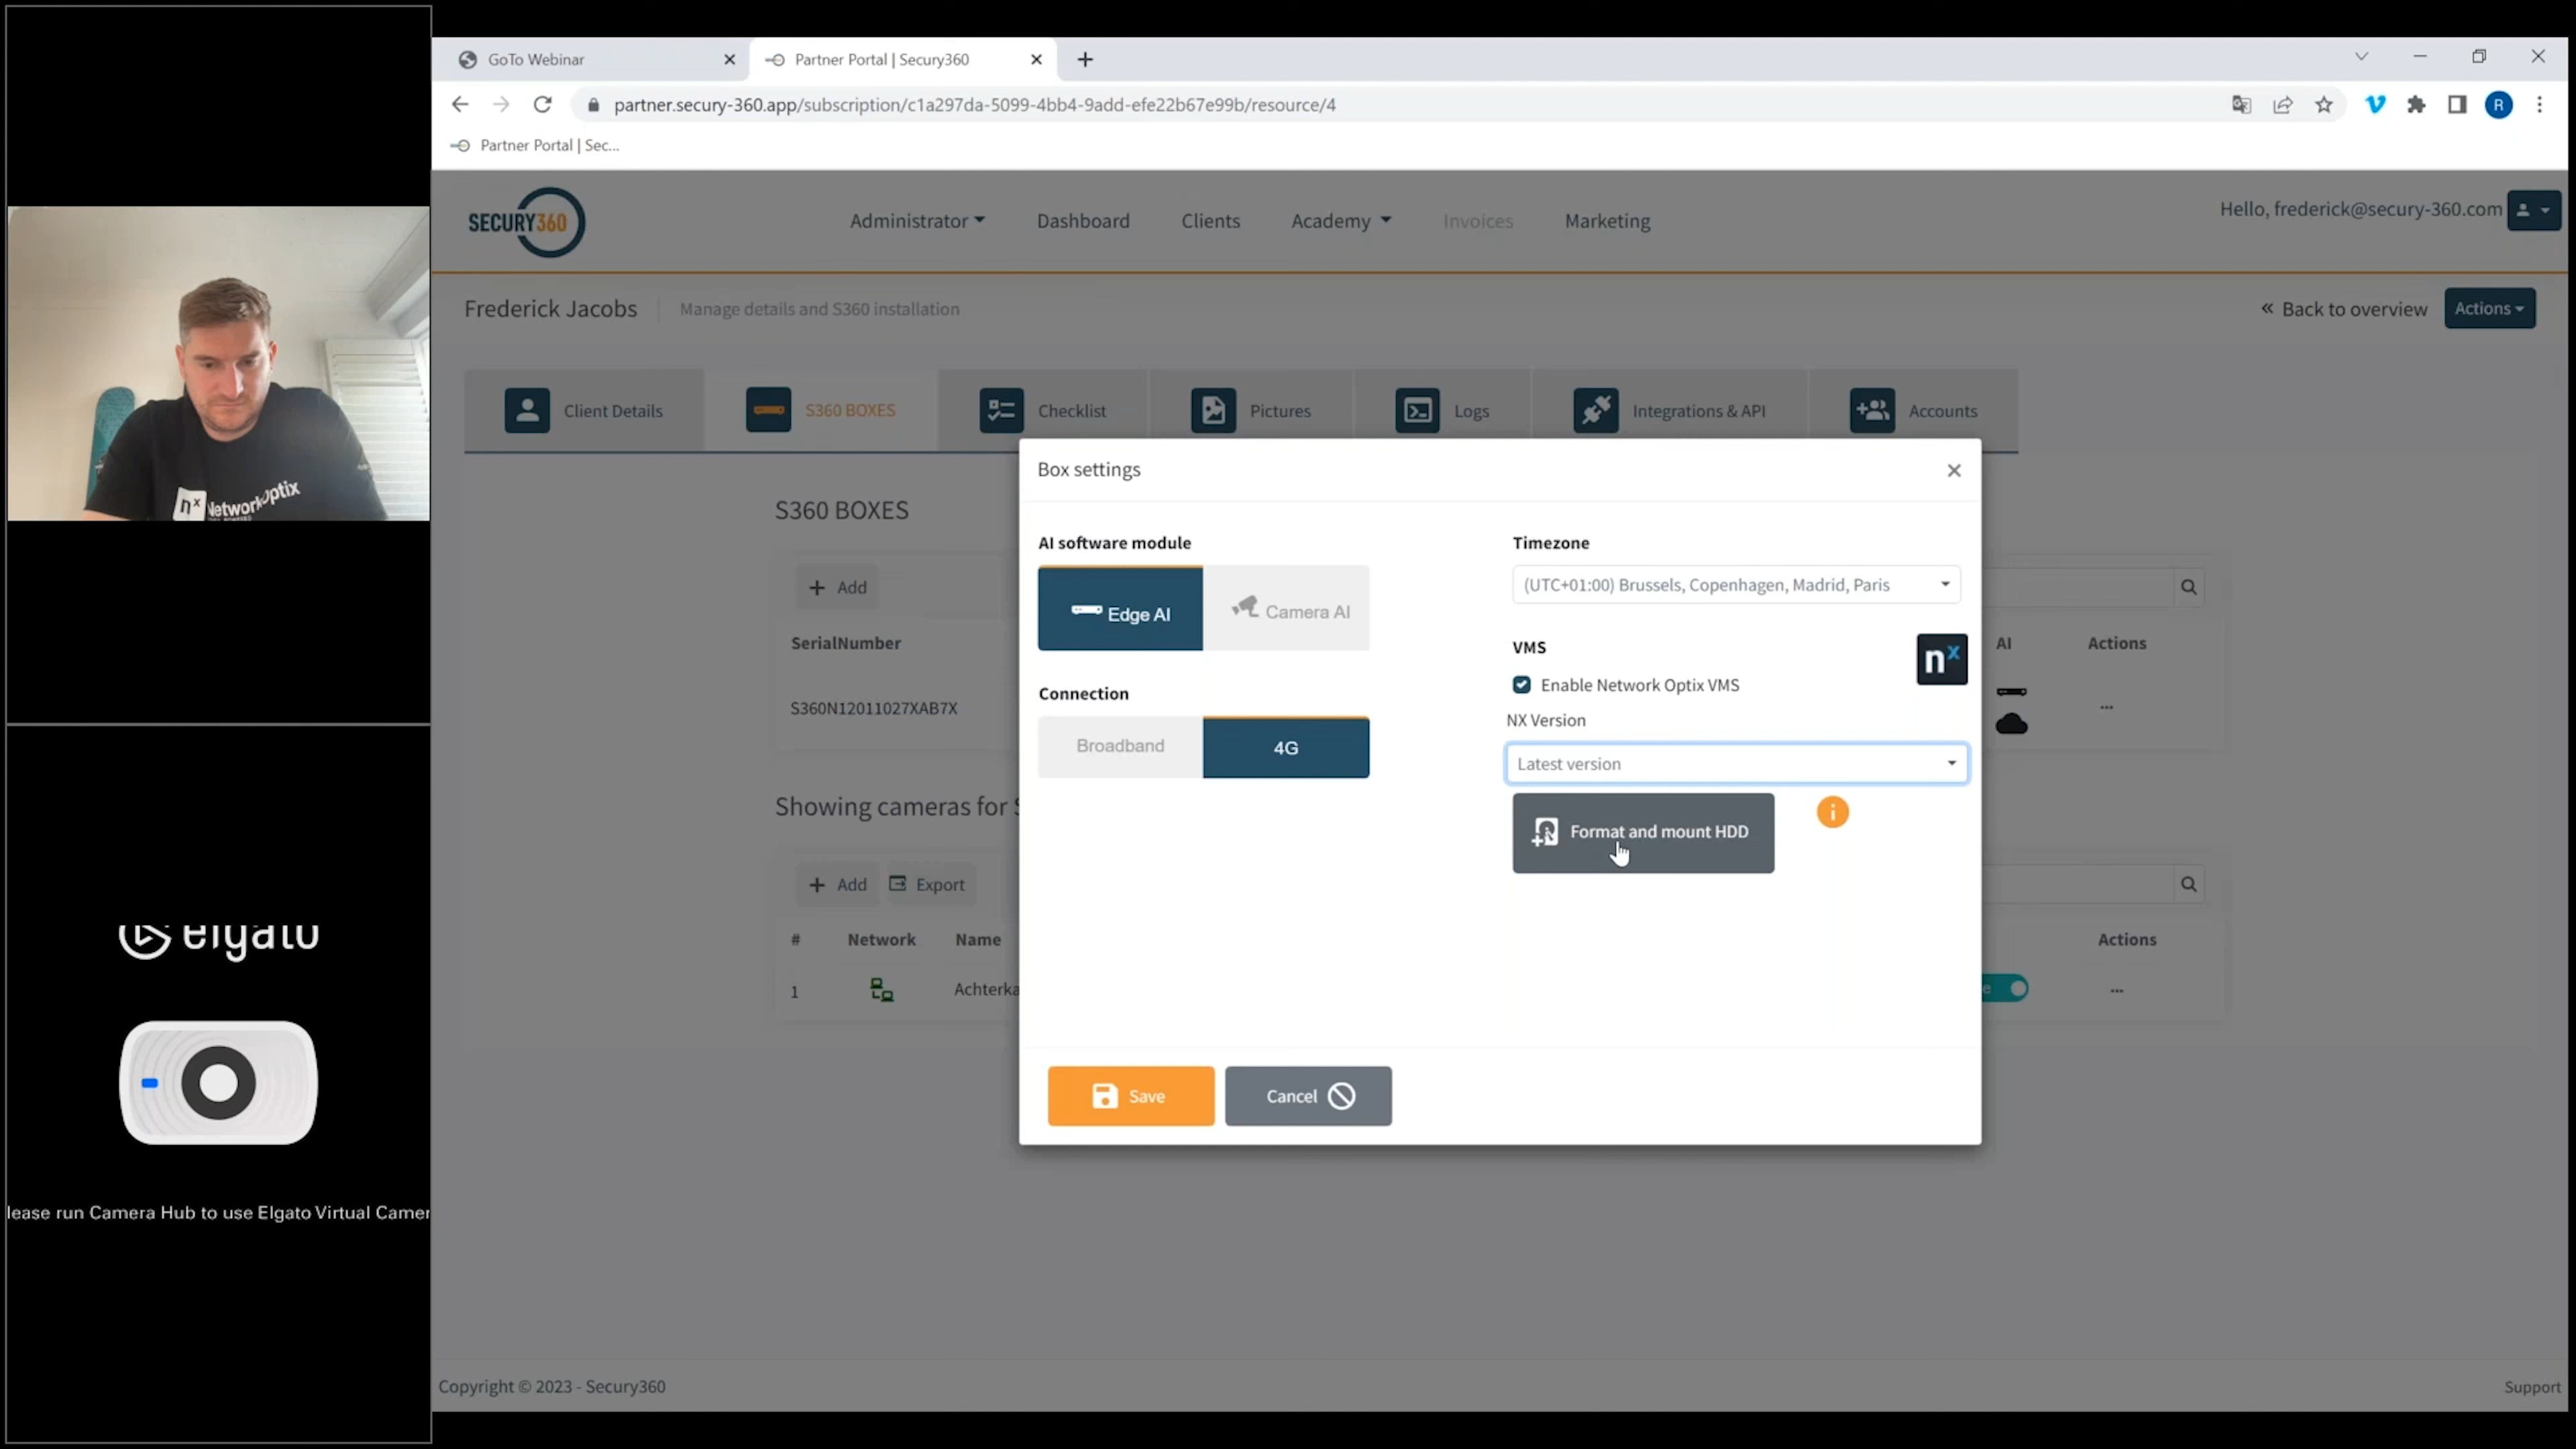 GoTo Webinar
Partner Portal | Secury360
partner.secury-360.app/subscription/c1a297da-5099-4bb4-9add-efe22b67e99b/resource/4
R
Partner Portal | Sec...
SECURY360
Administrator
Dashboard
Clients
Academy
Invoices
Marketing
Hello, frederick@secury-360.com
Frederick Jacobs
Manage details and S360 installation
« Back to overview
Actions
Client Details
S360 BOXES
Checklist
Pictures
Logs
Integrations & API
Accounts
S360 BOXES
+ Add
SerialNumber
AI
Actions
S360N12011027XAB7X
...
Showing cameras for S
+ Add
Export
# Network Name
Actions
1
Achterka
e
...
Box settings
AI software module
Edge AI
Camera AI
Connection
Broadband
4G
Timezone
(UTC+01:00) Brussels, Copenhagen, Madrid, Paris
VMS
nx
Enable Network Optix VMS
NX Version
Latest version
Format and mount HDD
i
Save
Cancel
Copyright © 2023 - Secury360
Support
nx NetworkOptix
elgato
lease run Camera Hub to use Elgato Virtual Camer